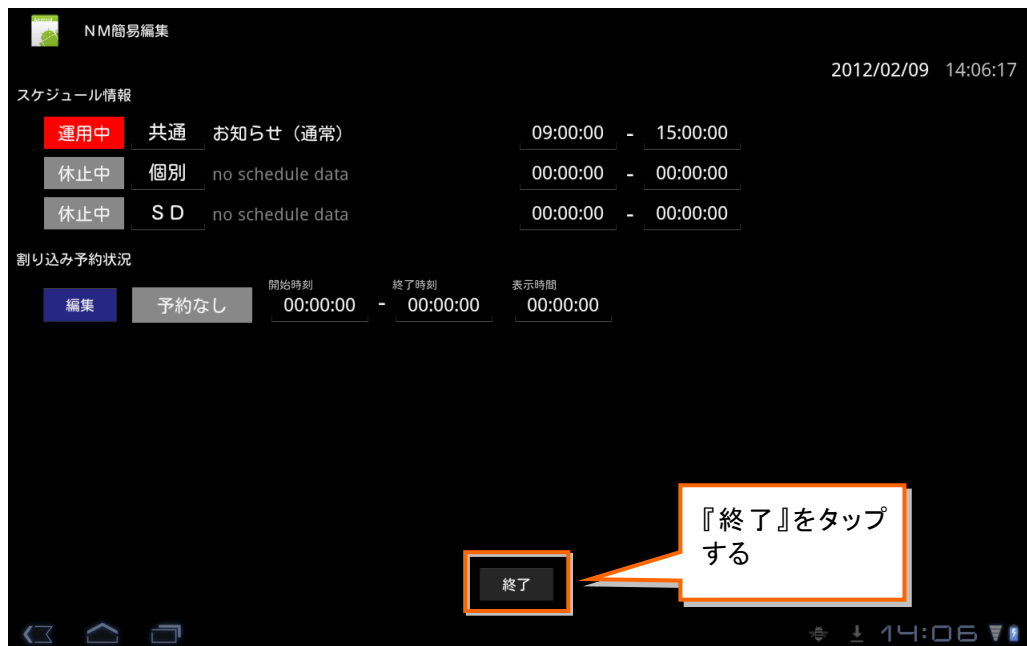 ＮＭ簡易編集
2012/02/09 14:06:17
スケジュール情報
運用中 共通 お知らせ（通常） 09:00:00 - 15:00:00
休止中 個別 no schedule data 00:00:00 - 00:00:00
休止中 ＳＤ no schedule data 00:00:00 - 00:00:00
割り込み予約状況
開始時刻 終了時刻 表示時間
編集 予約なし 00:00:00 - 00:00:00 00:00:00
『終了』をタップ
する
終了
14:06